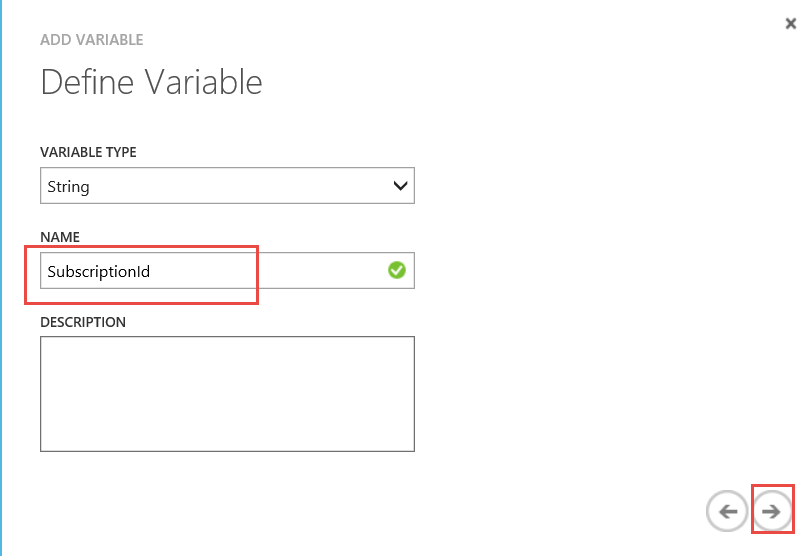 ADD VARIABLE
Define Variable
VARIABLE TYPE
String
NAME
SubscriptionId
DESCRIPTION